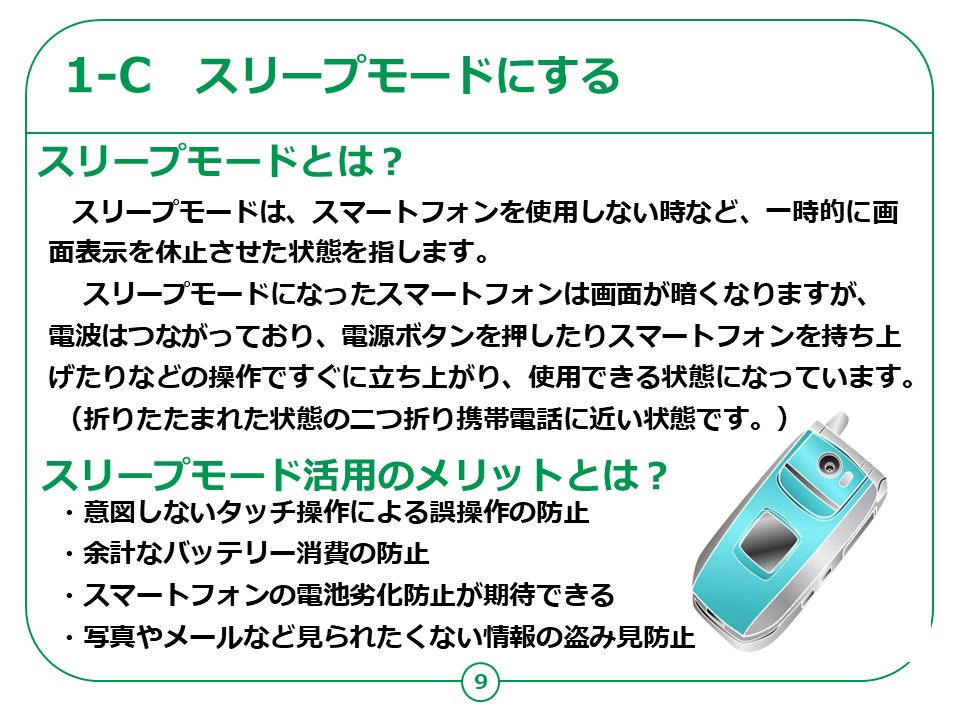 1-C　スリープモードにする
スリープモードとは？
スリープモードは、スマートフォンを使用しない時など、一時的に画
面表示を休止させた状態を指します。
スリープモードになったスマートフォンは画面が暗くなりますが、
電波はつながっており、電源ボタンを押したりスマートフォンを持ち上
げたりなどの操作ですぐに立ち上がり、使用できる状態になっています。
（折りたたまれた状態の二つ折り携帯電話に近い状態です。）
スリープモード活用のメリットとは？
・意図しないタッチ操作による誤操作の防止
・余計なバッテリー消費の防止
・スマートフォンの電池劣化防止が期待できる
・写真やメールなど見られたくない情報の盗み見防止
9